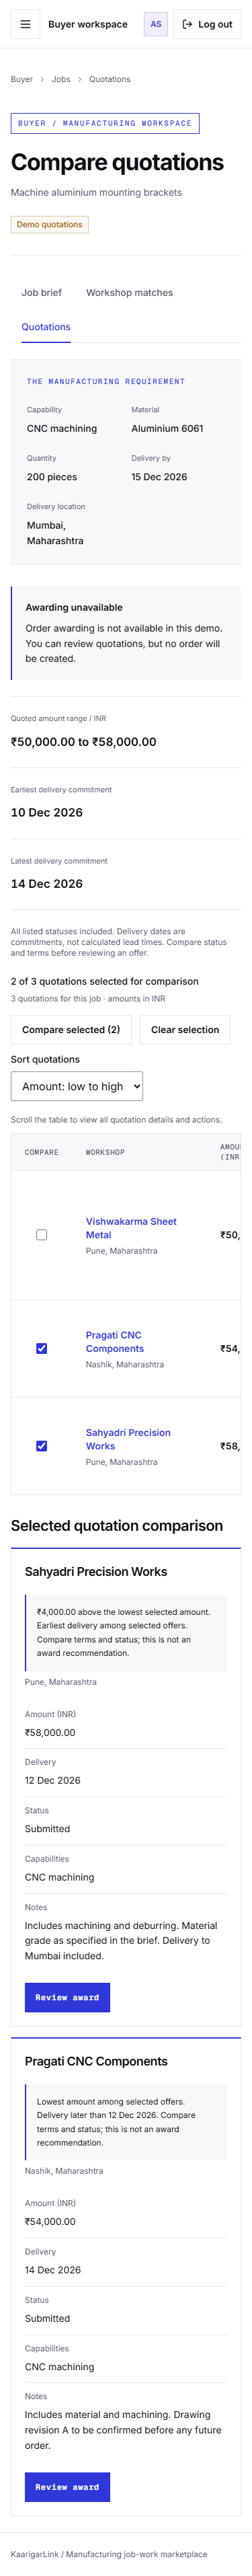 Buyer workspace
AS
Log out
Buyer > Jobs > Quotations
BUYER / MANUFACTURING WORKSPACE
Compare quotations
Machine aluminium mounting brackets
Demo quotations
Job brief
Workshop matches
Quotations
THE MANUFACTURING REQUIREMENT
Capability
Material
CNC machining
Aluminium 6061
Quantity
Delivery by
200 pieces
15 Dec 2026
Delivery location
Mumbai,
Maharashtra
Awarding unavailable
Order awarding is not available in this demo.
You can review quotations, but no order will
be created.
Quoted amount range / INR
₹50,000.00 to ₹58,000.00
Earliest delivery commitment
10 Dec 2026
Latest delivery commitment
14 Dec 2026
All listed statuses included. Delivery dates are
commitments, not calculated lead times. Compare status
and terms before reviewing an offer.
2 of 3 quotations selected for comparison
3 quotations for this job · amounts in INR
Compare selected (2)
Clear selection
Sort quotations
Amount: low to high
Scroll the table to view all quotation details and actions.
COMPARE
WORKSHOP
AMOU
(INR
Vishwakarma Sheet
Metal
Pune, Maharashtra
₹50,
Pragati CNC
Components
Nashik, Maharashtra
₹54,
Sahyadri Precision
Works
Pune, Maharashtra
₹58,
Selected quotation comparison
Sahyadri Precision Works
₹4,000.00 above the lowest selected amount.
Earliest delivery among selected offers.
Compare terms and status; this is not an
award recommendation.
Pune, Maharashtra
Amount (INR)
₹58,000.00
Delivery
12 Dec 2026
Status
Submitted
Capabilities
CNC machining
Notes
Includes machining and deburring. Material
grade as specified in the brief. Delivery to
Mumbai included.
Review award
Pragati CNC Components
Lowest amount among selected offers.
Delivery later than 12 Dec 2026. Compare
terms and status; this is not an award
recommendation.
Nashik, Maharashtra
Amount (INR)
₹54,000.00
Delivery
14 Dec 2026
Status
Submitted
Capabilities
CNC machining
Notes
Includes material and machining. Drawing
revision A to be confirmed before any future
order.
Review award
KaarigarLink / Manufacturing job-work marketplace